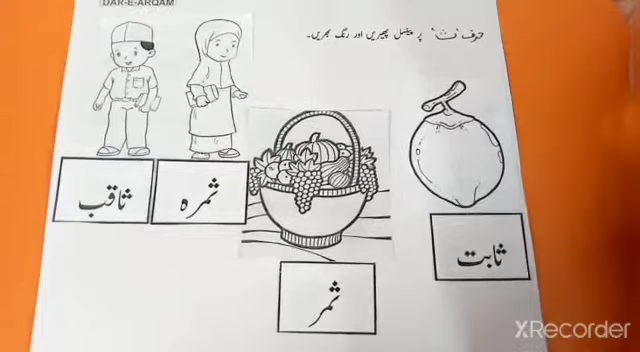 DAR-E-ARQAM
حرف "ث" پر پنسل پھیریں اور رنگ بھریں۔
ثاقب
ثمرہ
ثمر
ثابت
XRecorder